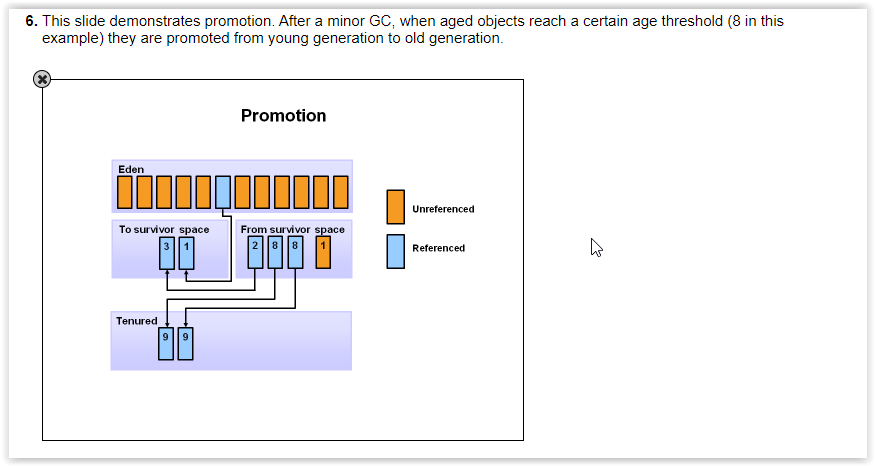 6. This slide demonstrates promotion. After a minor GC, when aged objects reach a certain age threshold (8 in this
example) they are promoted from young generation to old generation.
Promotion
Eden
To survivor space
From survivor space
3 1
2 8 8 1
Unreferenced
Referenced
Tenured
9 9